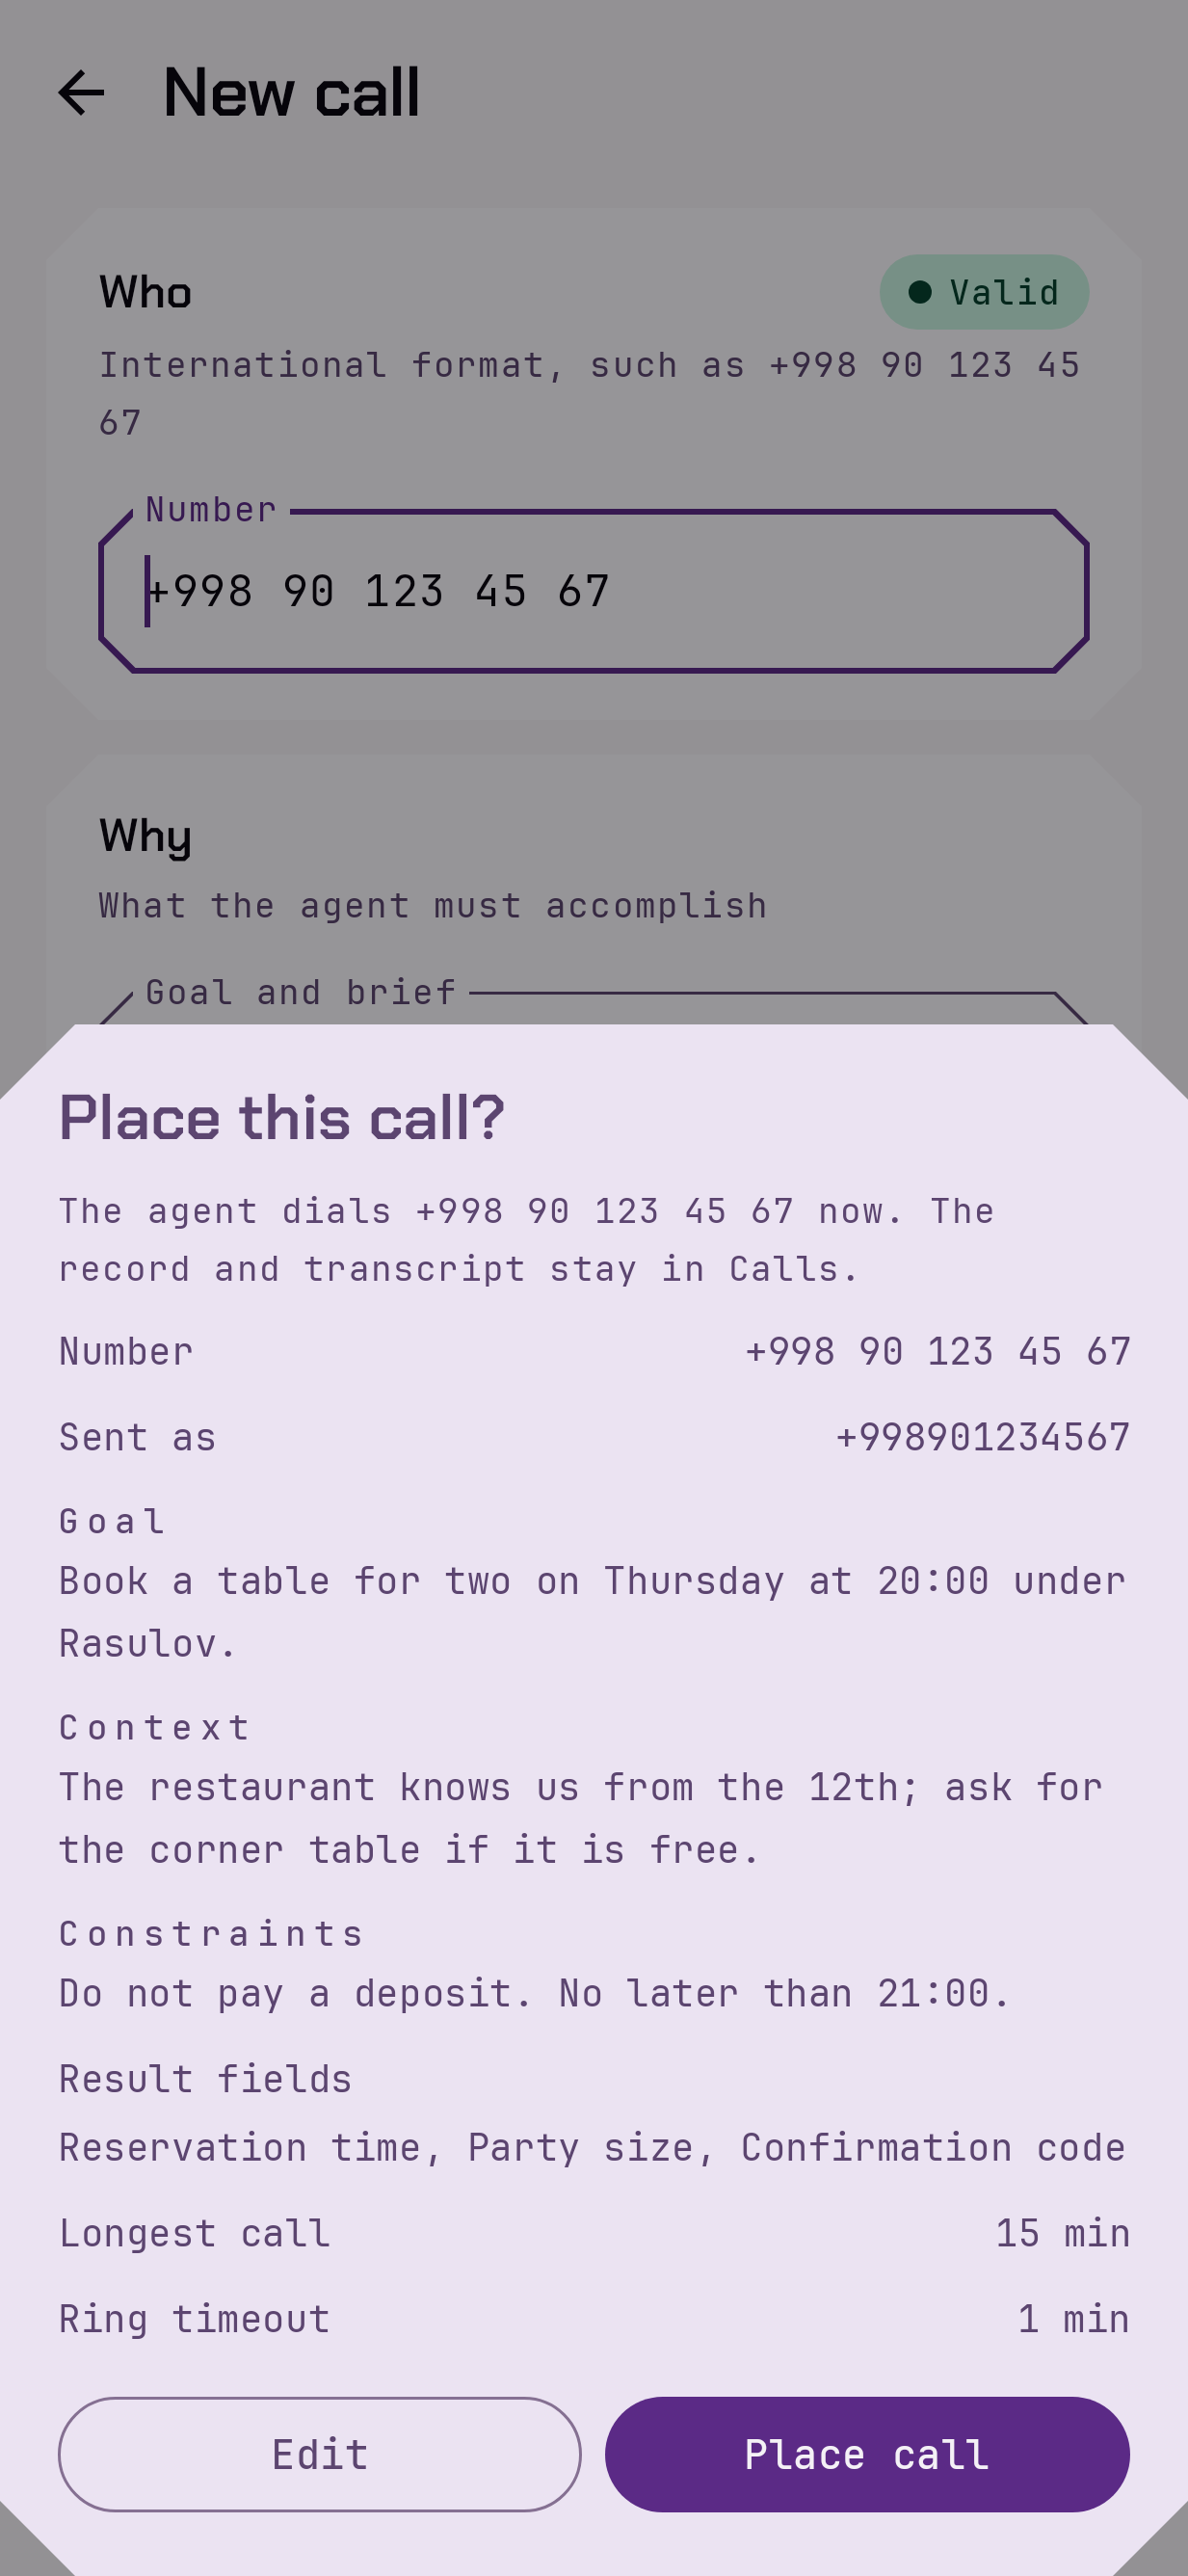 New call
Who
Valid
International format, such as +998 90 123 45
67
Number
+998 90 123 45 67
Why
What the agent must accomplish
Goal and brief
Place this call?
The agent dials +998 90 123 45 67 now. The
record and transcript stay in Calls.
Number +998 90 123 45 67
Sent as +998901234567
Goal
Book a table for two on Thursday at 20:00 under
Rasulov.
Context
The restaurant knows us from the 12th; ask for
the corner table if it is free.
Constraints
Do not pay a deposit. No later than 21:00.
Result fields
Reservation time, Party size, Confirmation code
Longest call 15 min
Ring timeout 1 min
Edit Place call